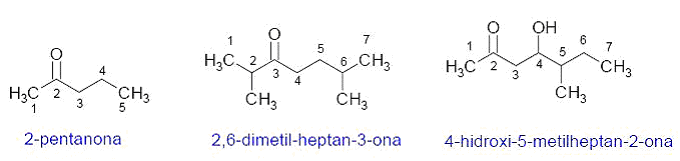 O
H₃C 1 2 3 4 5 CH₃
2-pentanona
1 H₃C 2 O 3 4 5 6 7 CH₃
CH₃ CH₃
2,6-dimetil-heptan-3-ona
O OH
1 H₃C 2 3 4 5 6 7 CH₃
CH₃
4-hidroxi-5-metilheptan-2-ona